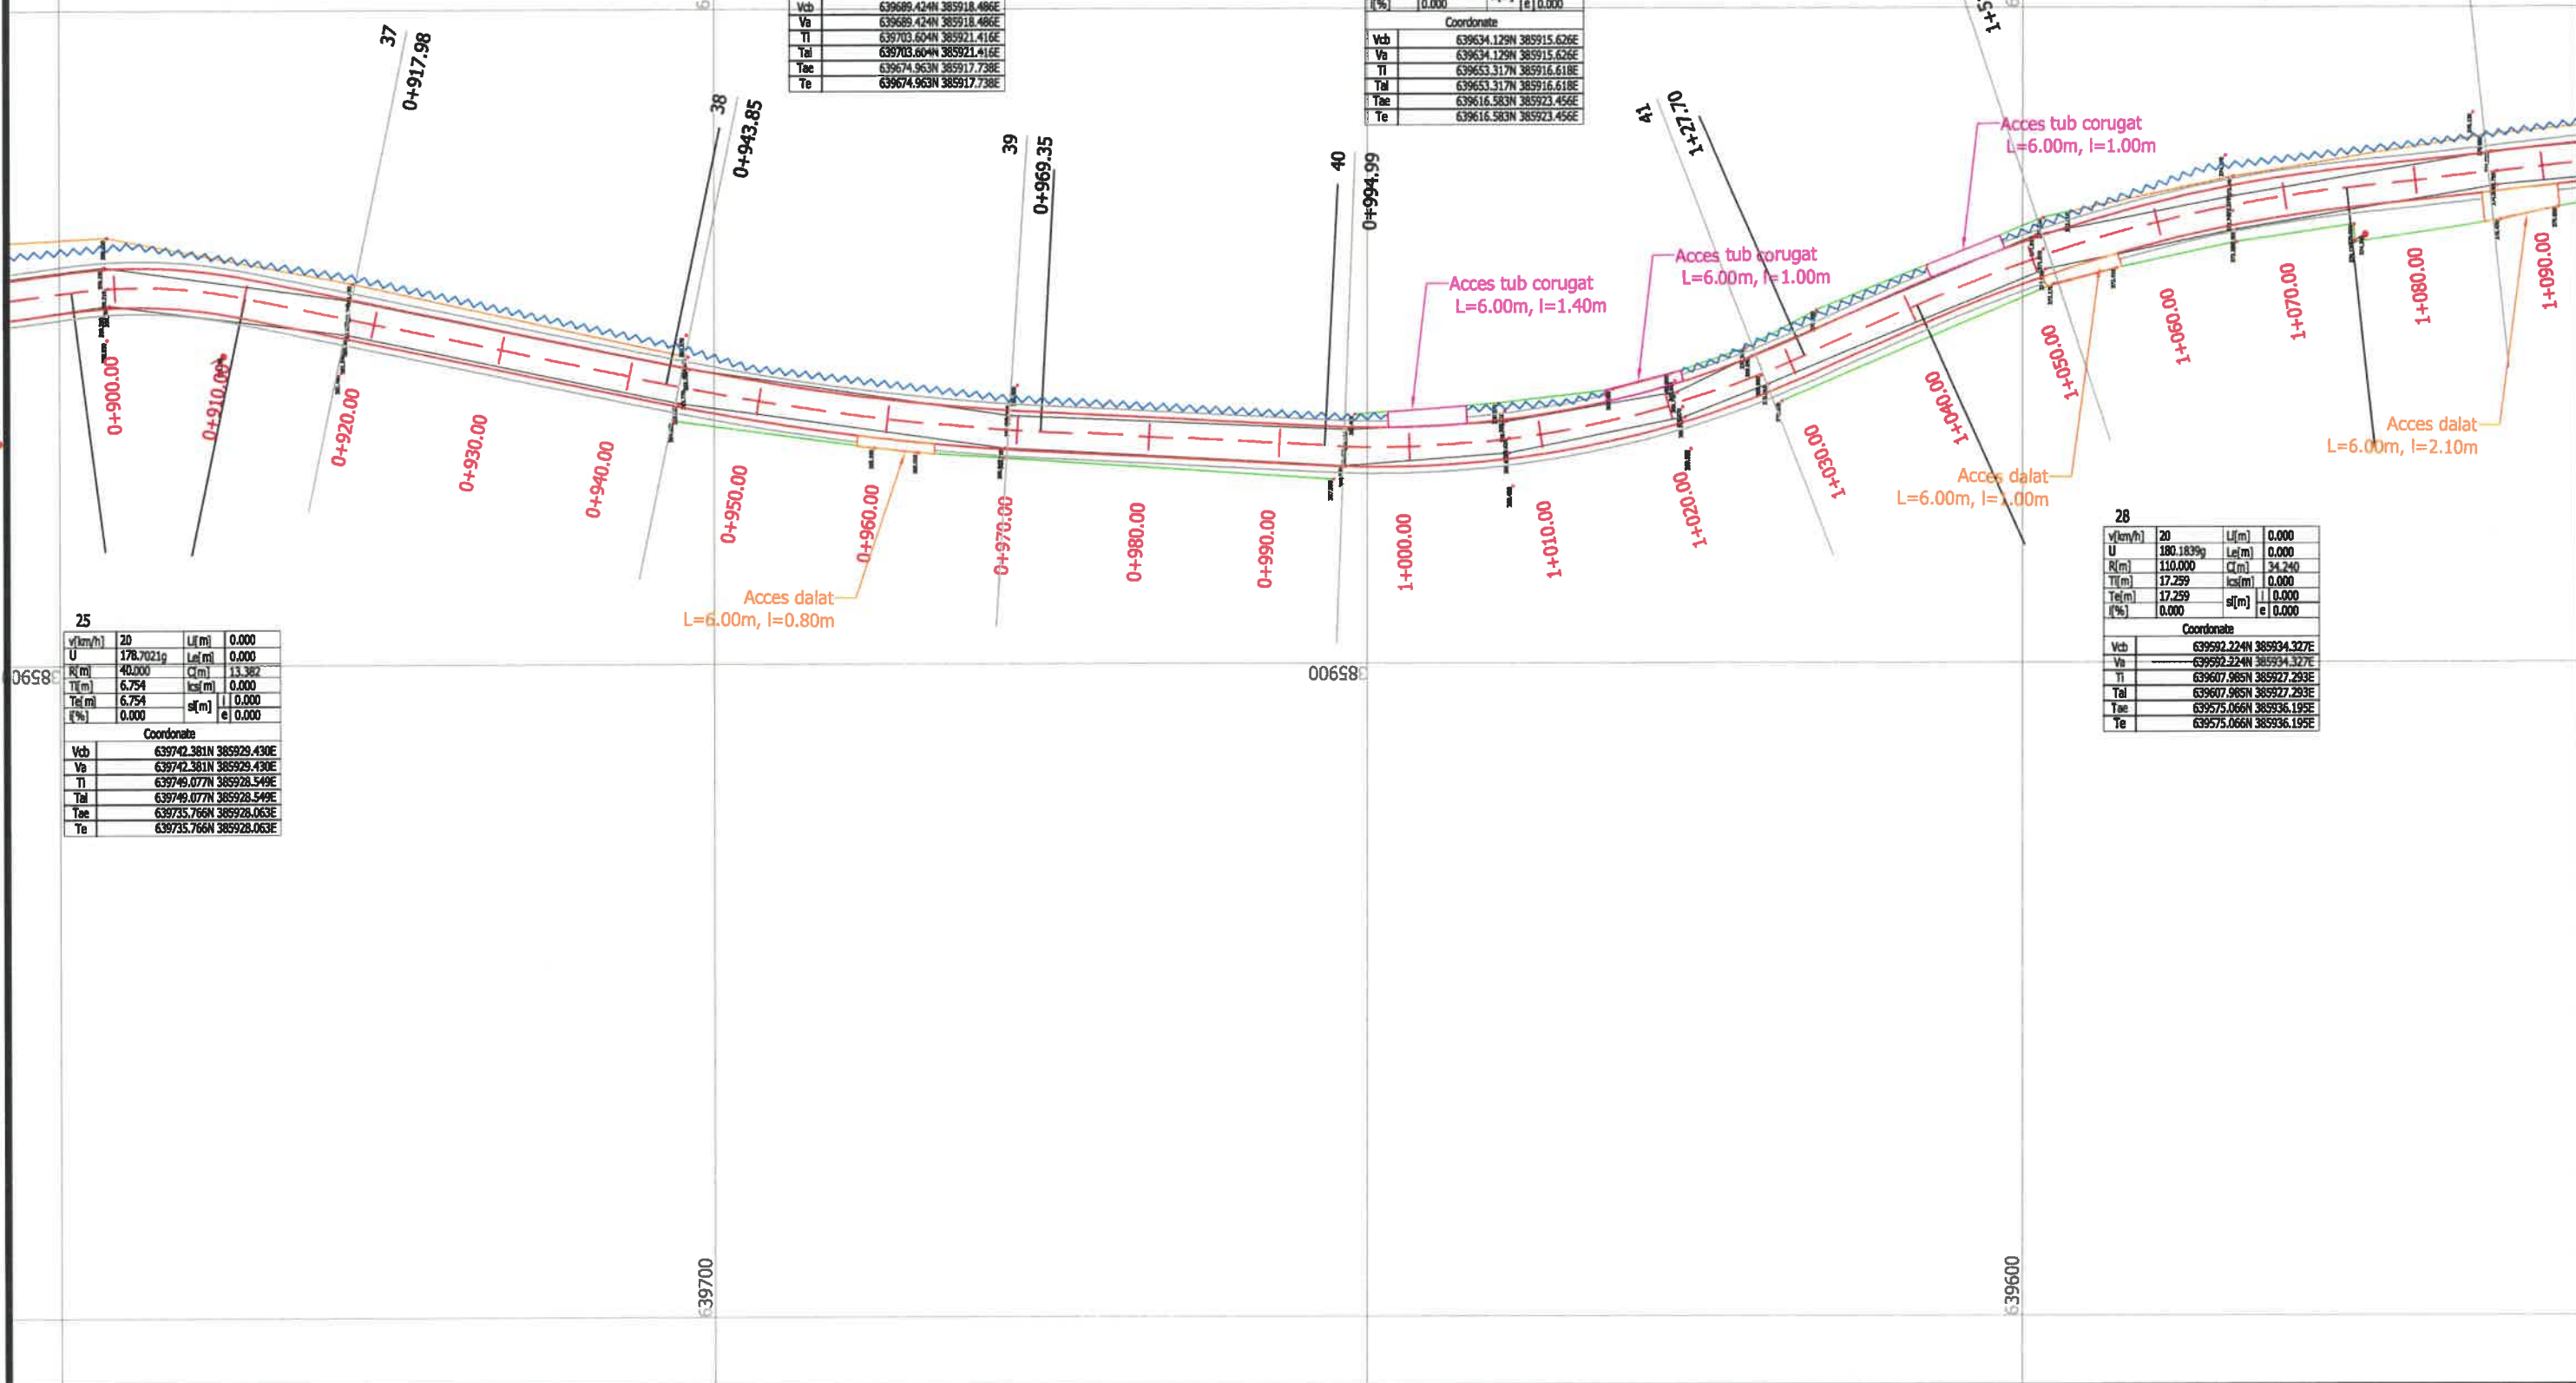 Vcb 639689.424N 385918.486E
Va 639689.424N 385918.486E
Ti 639703.604N 385921.416E
Tai 639703.604N 385921.416E
Tae 639674.963N 385917.738E
Te 639674.963N 385917.738E
i[%] 0.000 e 0.000
Coordonate
Vcb 639634.129N 385915.626E
Va 639634.129N 385915.626E
Ti 639653.317N 385916.618E
Tai 639653.317N 385916.618E
Tae 639616.583N 385923.456E
Te 639616.583N 385923.456E
37
0+917.98
38
0+943.85
39
0+969.35
40
0+994.99
41
1+27.70
Acces tub corugat
L=6.00m, l=1.40m
Acces tub corugat
L=6.00m, l=1.00m
Acces tub corugat
L=6.00m, l=1.00m
0+900.00
0+910.00
0+920.00
0+930.00
0+940.00
0+950.00
0+960.00
0+970.00
0+980.00
0+990.00
1+000.00
1+010.00
1+020.00
1+030.00
1+040.00
1+050.00
1+060.00
1+070.00
1+080.00
1+090.00
Acces dalat
L=6.00m, l=0.80m
Acces dalat
L=6.00m, l=1.00m
Acces dalat
L=6.00m, l=2.10m
25
v[km/h] 20 Li[m] 0.000
U 178.7021g Le[m] 0.000
R[m] 40.000 C[m] 13.382
Ti[m] 6.754 lcs[m] 0.000
Te[m] 6.754 sl[m] i 0.000
i[%] 0.000 e 0.000
Coordonate
Vcb 639742.381N 385929.430E
Va 639742.381N 385929.430E
Ti 639749.077N 385928.549E
Tai 639749.077N 385928.549E
Tae 639735.766N 385928.063E
Te 639735.766N 385928.063E
28
v[km/h] 20 Li[m] 0.000
U 180.1839g Le[m] 0.000
R[m] 110.000 C[m] 34.240
Ti[m] 17.259 lcs[m] 0.000
Te[m] 17.259 sl[m] i 0.000
i[%] 0.000 e 0.000
Coordonate
Vcb 639592.224N 385934.327E
Va 639592.224N 385934.327E
Ti 639607.985N 385927.293E
Tai 639607.985N 385927.293E
Tae 639575.066N 385936.195E
Te 639575.066N 385936.195E
385900
385900
639700
639600